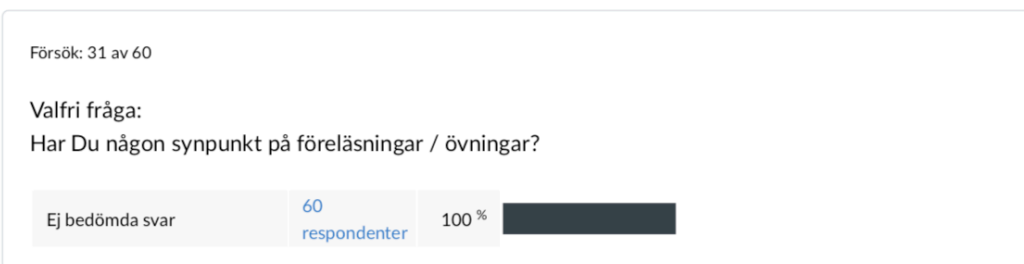 Försök: 31 av 60
Valfri fråga:
Har Du någon synpunkt på föreläsningar / övningar?
Ej bedömda svar
60
respondenter
100 %